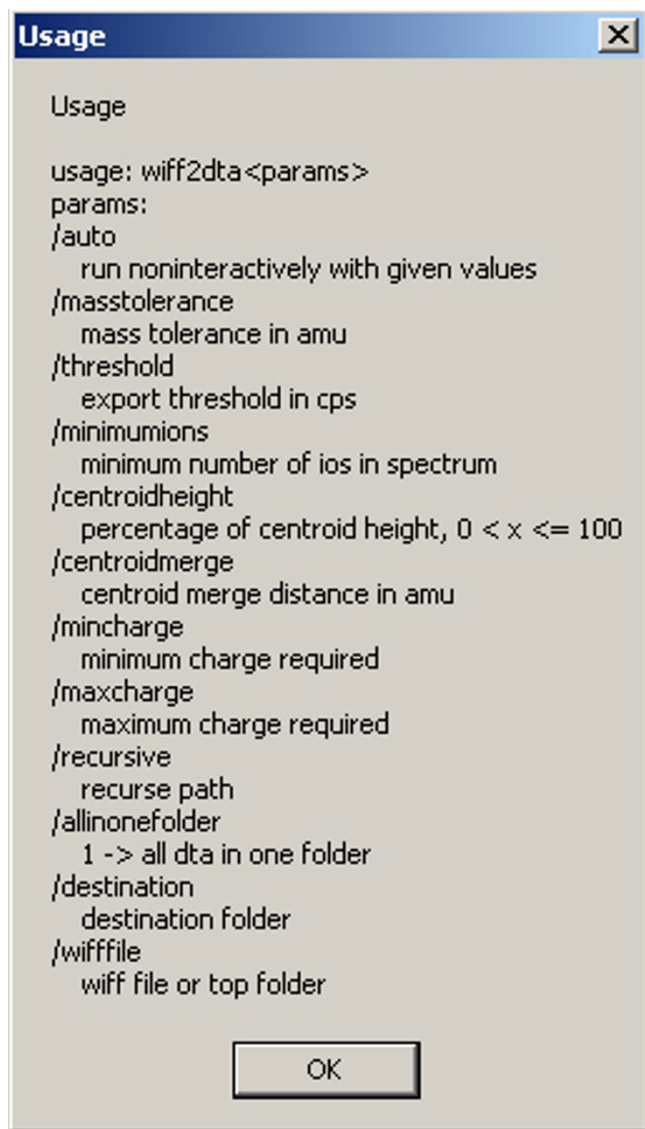 Usage
Usage
usage: wiff2dta<params>
params:
/auto
run noninteractively with given values
/masstolerance
mass tolerance in amu
/threshold
export threshold in cps
/minimumions
minimum number of ios in spectrum
/centroidheight
percentage of centroid height, 0 < x <= 100
/centroidmerge
centroid merge distance in amu
/mincharge
minimum charge required
/maxcharge
maximum charge required
/recursive
recurse path
/allinonefolder
1 -> all dta in one folder
/destination
destination folder
/wifffile
wiff file or top folder
OK